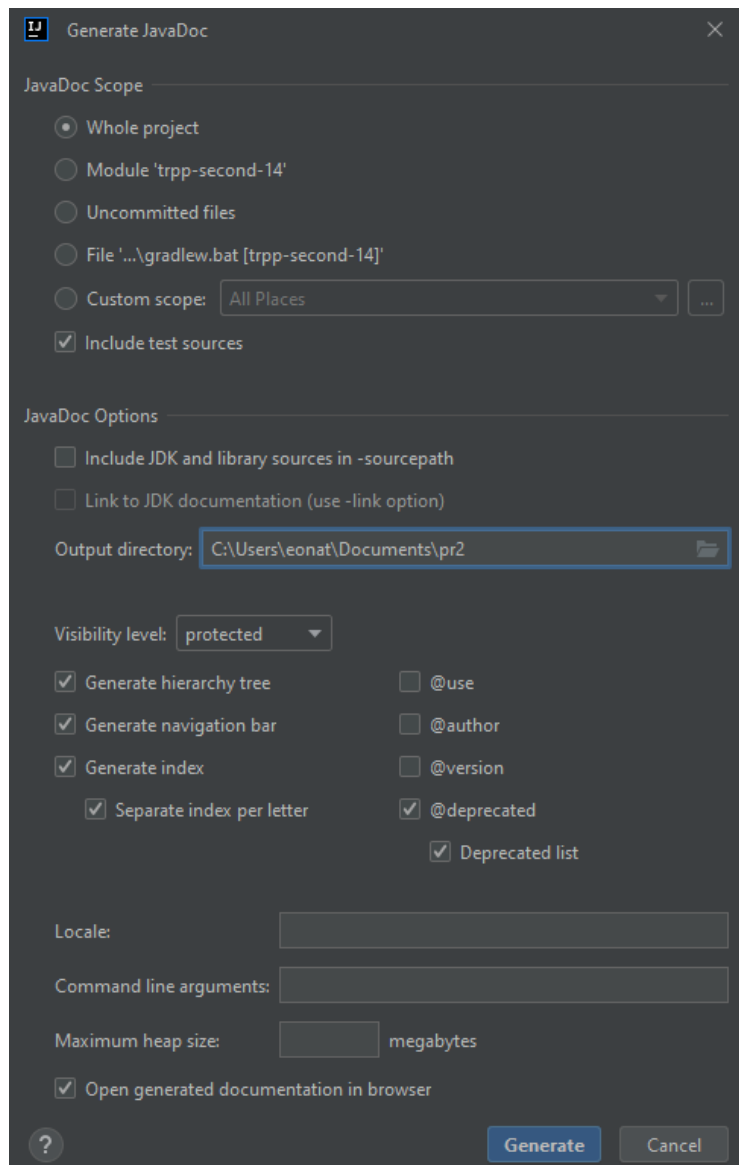 IJ
Generate JavaDoc
JavaDoc Scope
Whole project
Module 'trpp-second-14'
Uncommitted files
File '...\gradlew.bat [trpp-second-14]'
Custom scope: All Places ...
Include test sources
JavaDoc Options
Include JDK and library sources in -sourcepath
Link to JDK documentation (use -link option)
Output directory: C:\Users\eonat\Documents\pr2
Visibility level: protected
Generate hierarchy tree @use
Generate navigation bar @author
Generate index @version
Separate index per letter @deprecated
Deprecated list
Locale:
Command line arguments:
Maximum heap size: megabytes
Open generated documentation in browser
? Generate Cancel